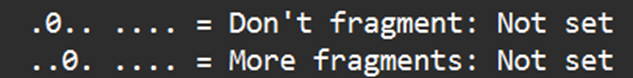 .0.. .... = Don't fragment: Not set
..0. .... = More fragments: Not set